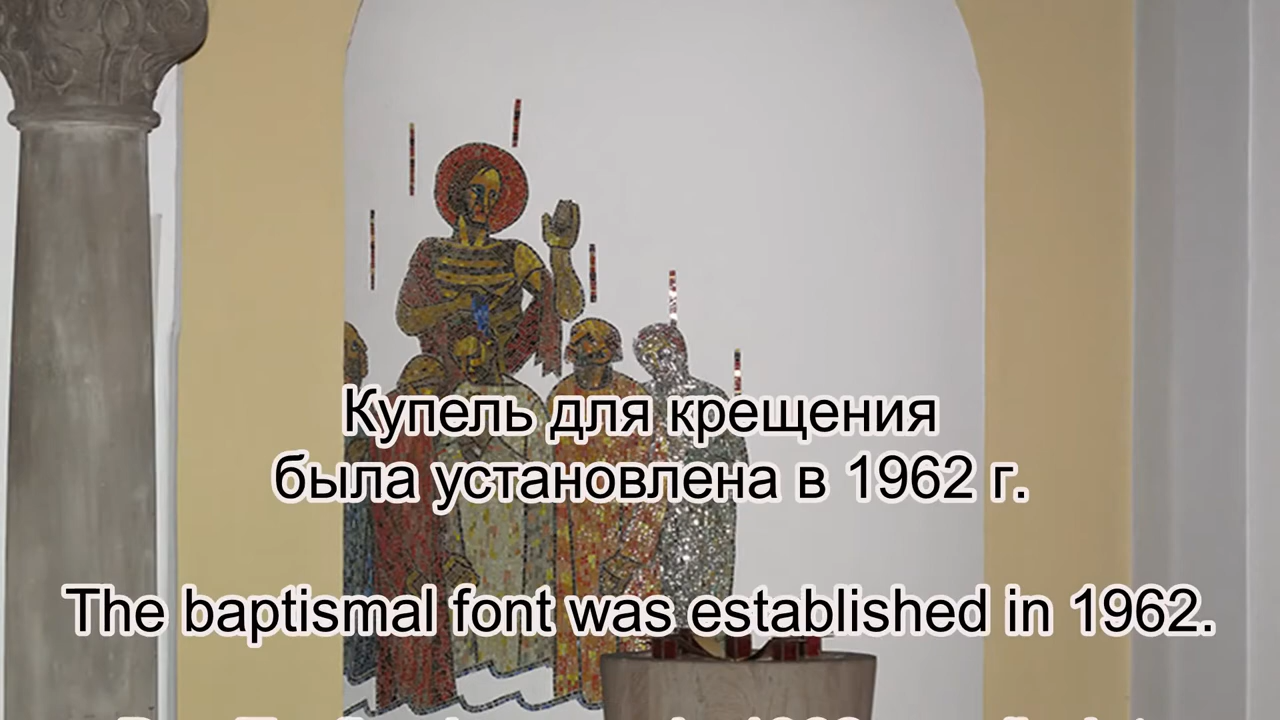 Купель для крещения
была установлена в 1962 г.
The baptismal font was established in 1962.